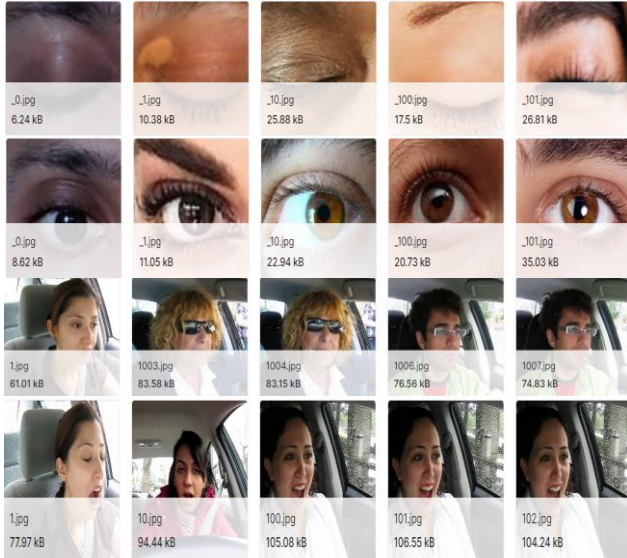 _0.jpg
6.24 kB
_1.jpg
10.38 kB
_10.jpg
25.88 kB
_100.jpg
17.5 kB
_101.jpg
26.81 kB
_0.jpg
8.62 kB
_1.jpg
11.05 kB
_10.jpg
22.94 kB
_100.jpg
20.73 kB
_101.jpg
35.03 kB
1.jpg
61.01 kB
1003.jpg
83.58 kB
1004.jpg
83.15 kB
1006.jpg
76.56 kB
1007.jpg
74.83 kB
1.jpg
77.97 kB
10.jpg
94.44 kB
100.jpg
105.08 kB
101.jpg
106.55 kB
102.jpg
104.24 kB